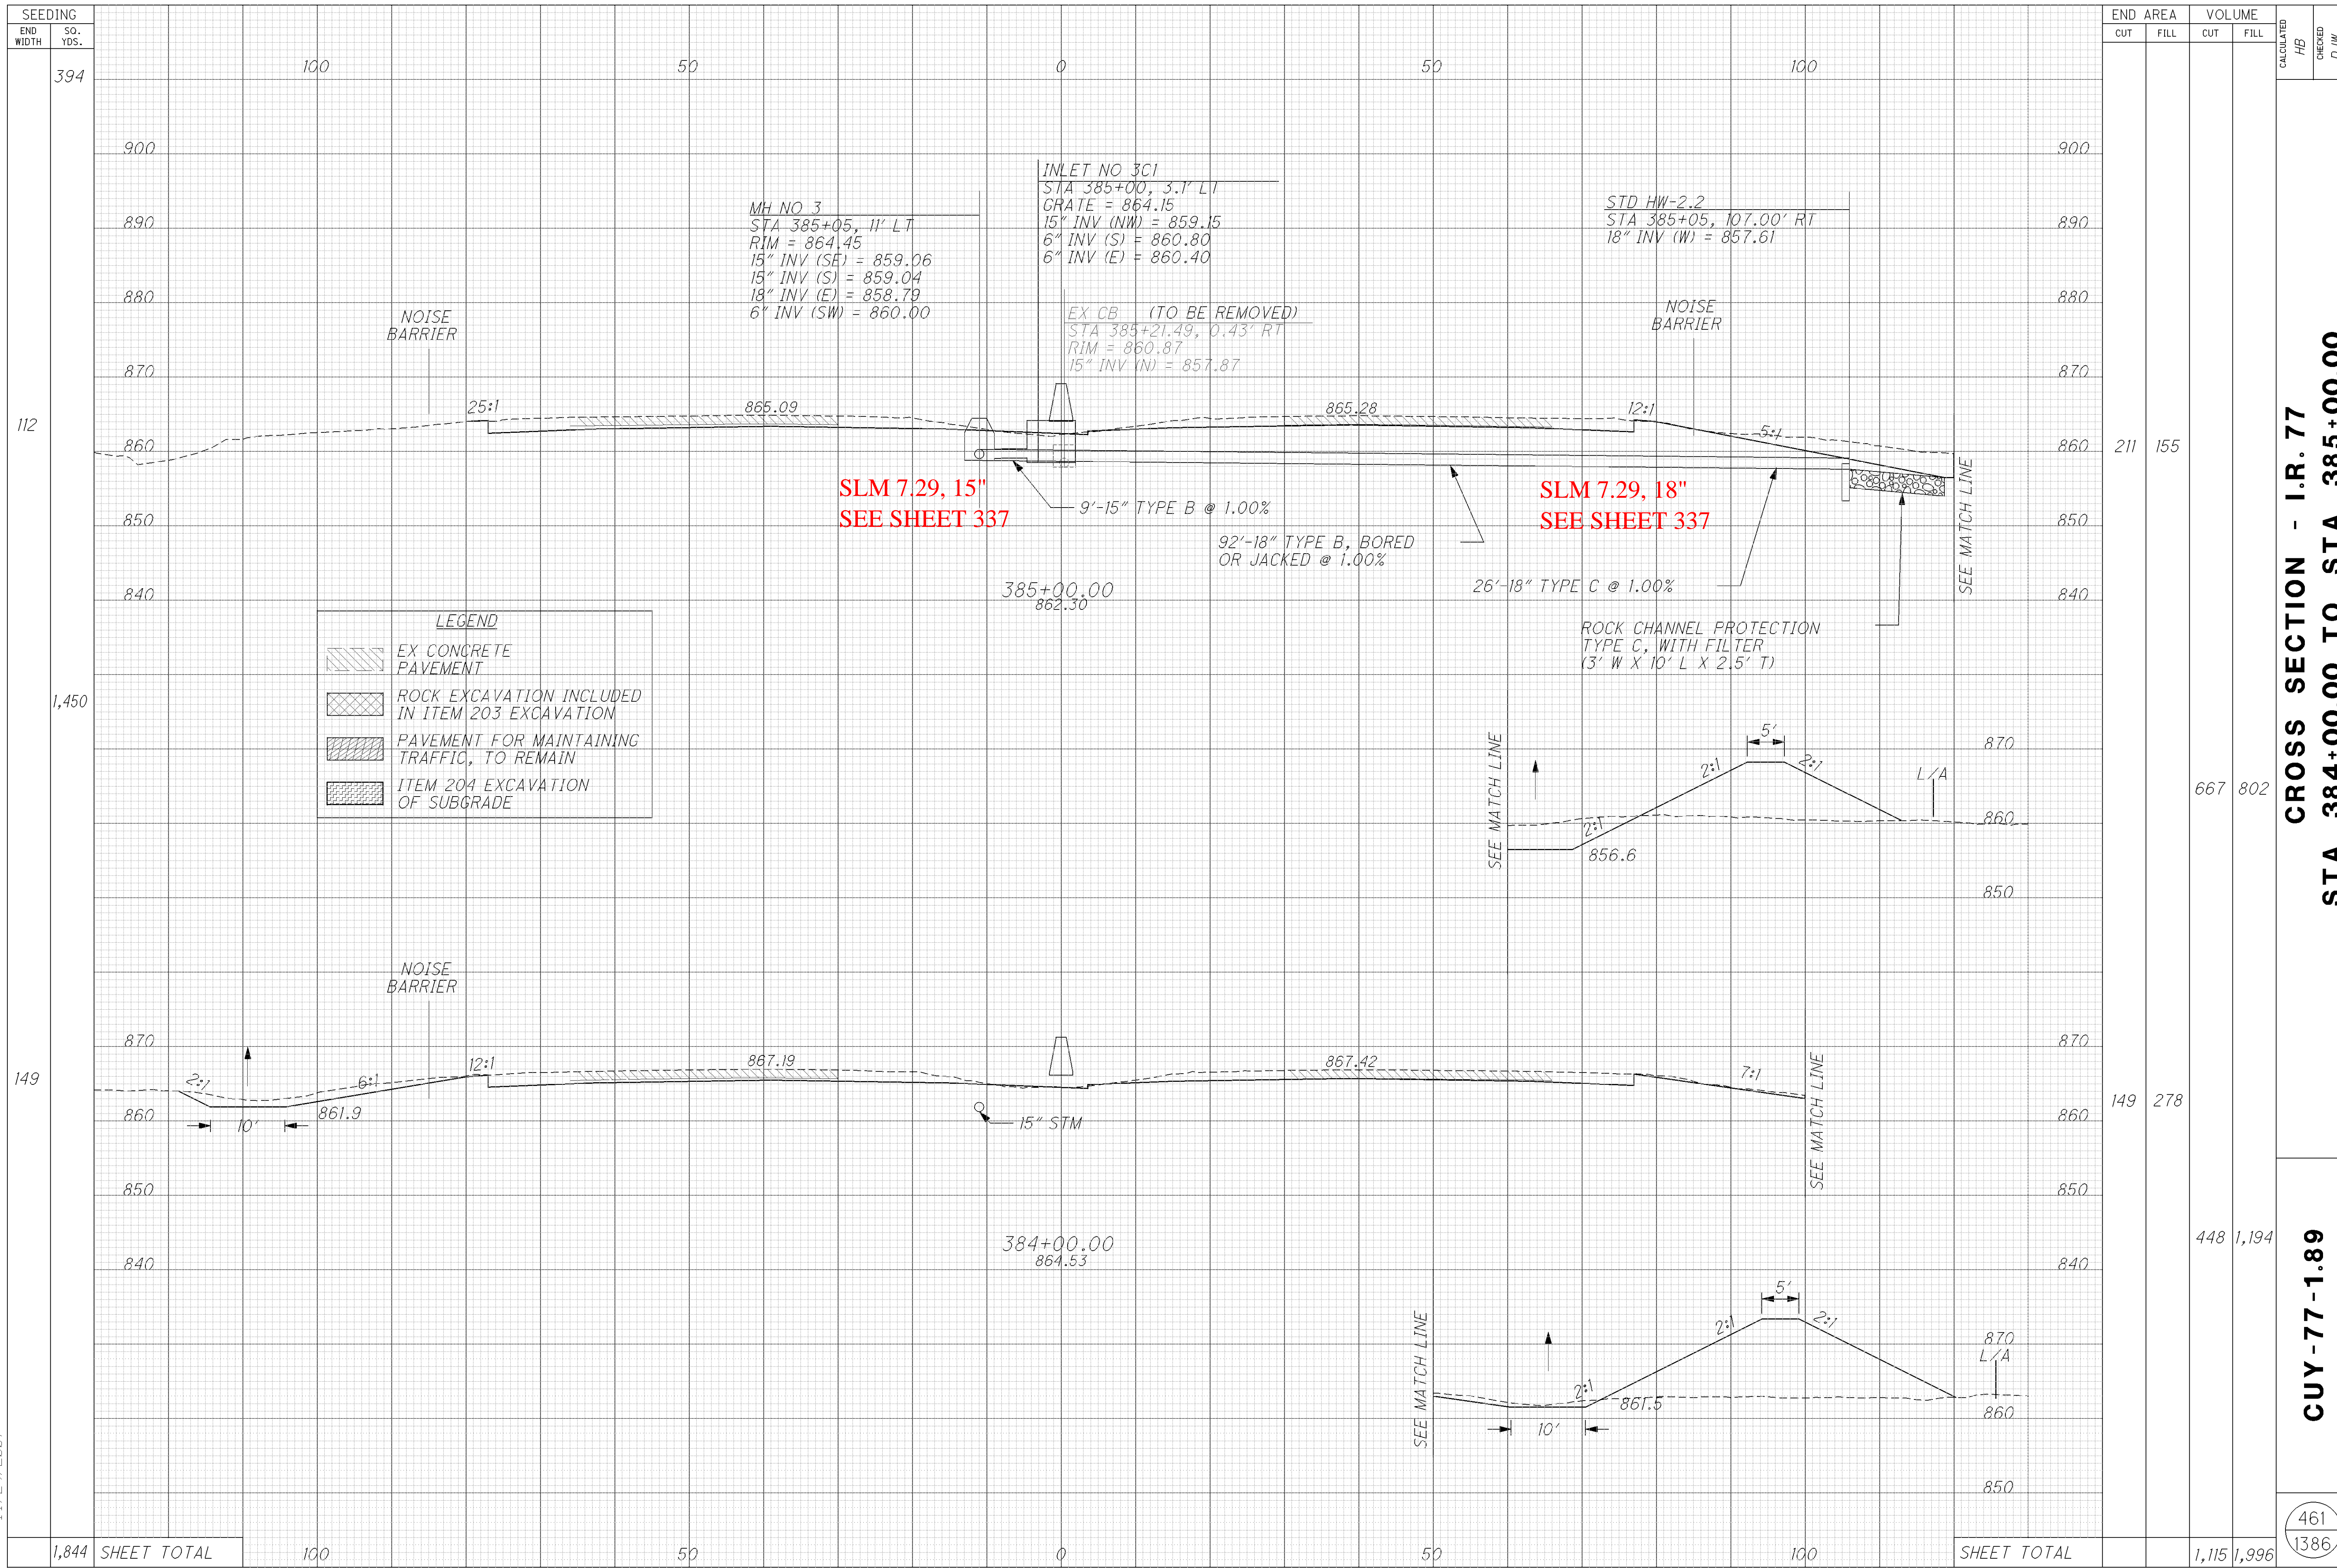 SEEDING
END WIDTH
SQ. YDS.
END AREA
VOLUME
CUT
FILL
CUT
FILL
CALCULATED
HB
CHECKED
394
100
50
0
50
100
900
900
890
890
880
880
870
870
860
860
850
850
840
840
MH NO 3
STA 385+05, 11' LT
RIM = 864.45
15" INV (SE) = 859.06
15" INV (S) = 859.04
18" INV (E) = 858.79
6" INV (SW) = 860.00
INLET NO 3C1
STA 385+00, 3.1' LT
GRATE = 864.15
15" INV (NW) = 859.15
6" INV (S) = 860.80
6" INV (E) = 860.40
EX CB (TO BE REMOVED)
STA 385+21.49, 0.43' RT
RIM = 860.87
15" INV (N) = 857.87
STD HW-2.2
STA 385+05, 107.00' RT
18" INV (W) = 857.61
NOISE
BARRIER
NOISE
BARRIER
112
25:1
865.09
865.28
12:1
5:1
211
155
SLM 7.29, 15"
SEE SHEET 337
9'-15" TYPE B @ 1.00%
SLM 7.29, 18"
SEE SHEET 337
92'-18" TYPE B, BORED
OR JACKED @ 1.00%
26'-18" TYPE C @ 1.00%
SEE MATCH LINE
385+00.00
862.30
ROCK CHANNEL PROTECTION
TYPE C, WITH FILTER
(3' W X 10' L X 2.5' T)
LEGEND
EX CONCRETE
PAVEMENT
ROCK EXCAVATION INCLUDED
IN ITEM 203 EXCAVATION
PAVEMENT FOR MAINTAINING
TRAFFIC, TO REMAIN
ITEM 204 EXCAVATION
OF SUBGRADE
1,450
SEE MATCH LINE
5'
2:1
2:1
2:1
856.6
L/A
870
860
850
667
802
NOISE
BARRIER
149
870
860
850
840
2:1
10'
861.9
6:1
12:1
867.19
867.42
7:1
15" STM
SEE MATCH LINE
870
860
850
840
149
278
384+00.00
864.53
448
1,194
SEE MATCH LINE
10'
2:1
861.5
2:1
5'
2:1
L/A
870
860
850
1,844
SHEET TOTAL
100
50
0
50
100
SHEET TOTAL
1,115
1,996
CROSS SECTION - I.R. 77
STA. 384+00.00 TO STA. 385+00.00
CUY-77-1.89
461
1386